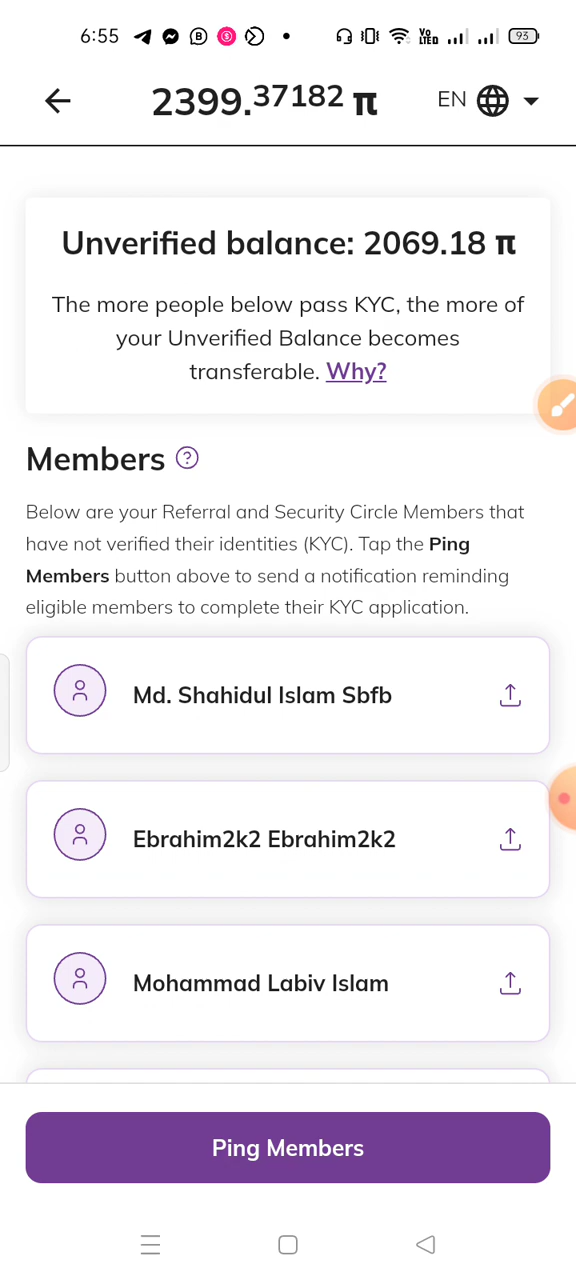 6:55 93
2399.37182 π EN
Unverified balance: 2069.18 π
The more people below pass KYC, the more of
your Unverified Balance becomes
transferable. Why?
Members ?
Below are your Referral and Security Circle Members that
have not verified their identities (KYC). Tap the Ping
Members button above to send a notification reminding
eligible members to complete their KYC application.
Md. Shahidul Islam Sbfb
Ebrahim2k2 Ebrahim2k2
Mohammad Labiv Islam
Ping Members